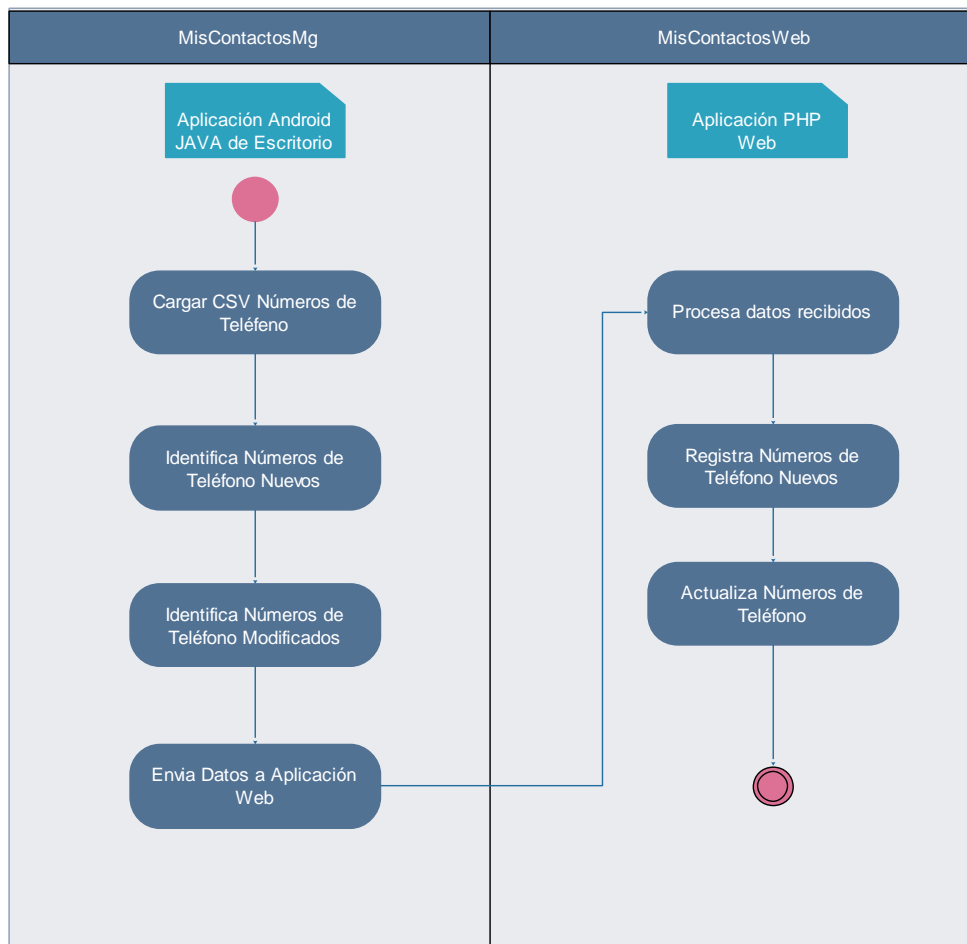 MisContactosMg
MisContactosWeb
Aplicación Android
JAVA de Escritorio
Aplicación PHP
Web
Cargar CSV Números de
Teléfeno
Identifica Números de
Teléfono Nuevos
Identifica Números de
Teléfono Modificados
Envia Datos a Aplicación
Web
Procesa datos recibidos
Registra Números de
Teléfono Nuevos
Actualiza Números de
Teléfono